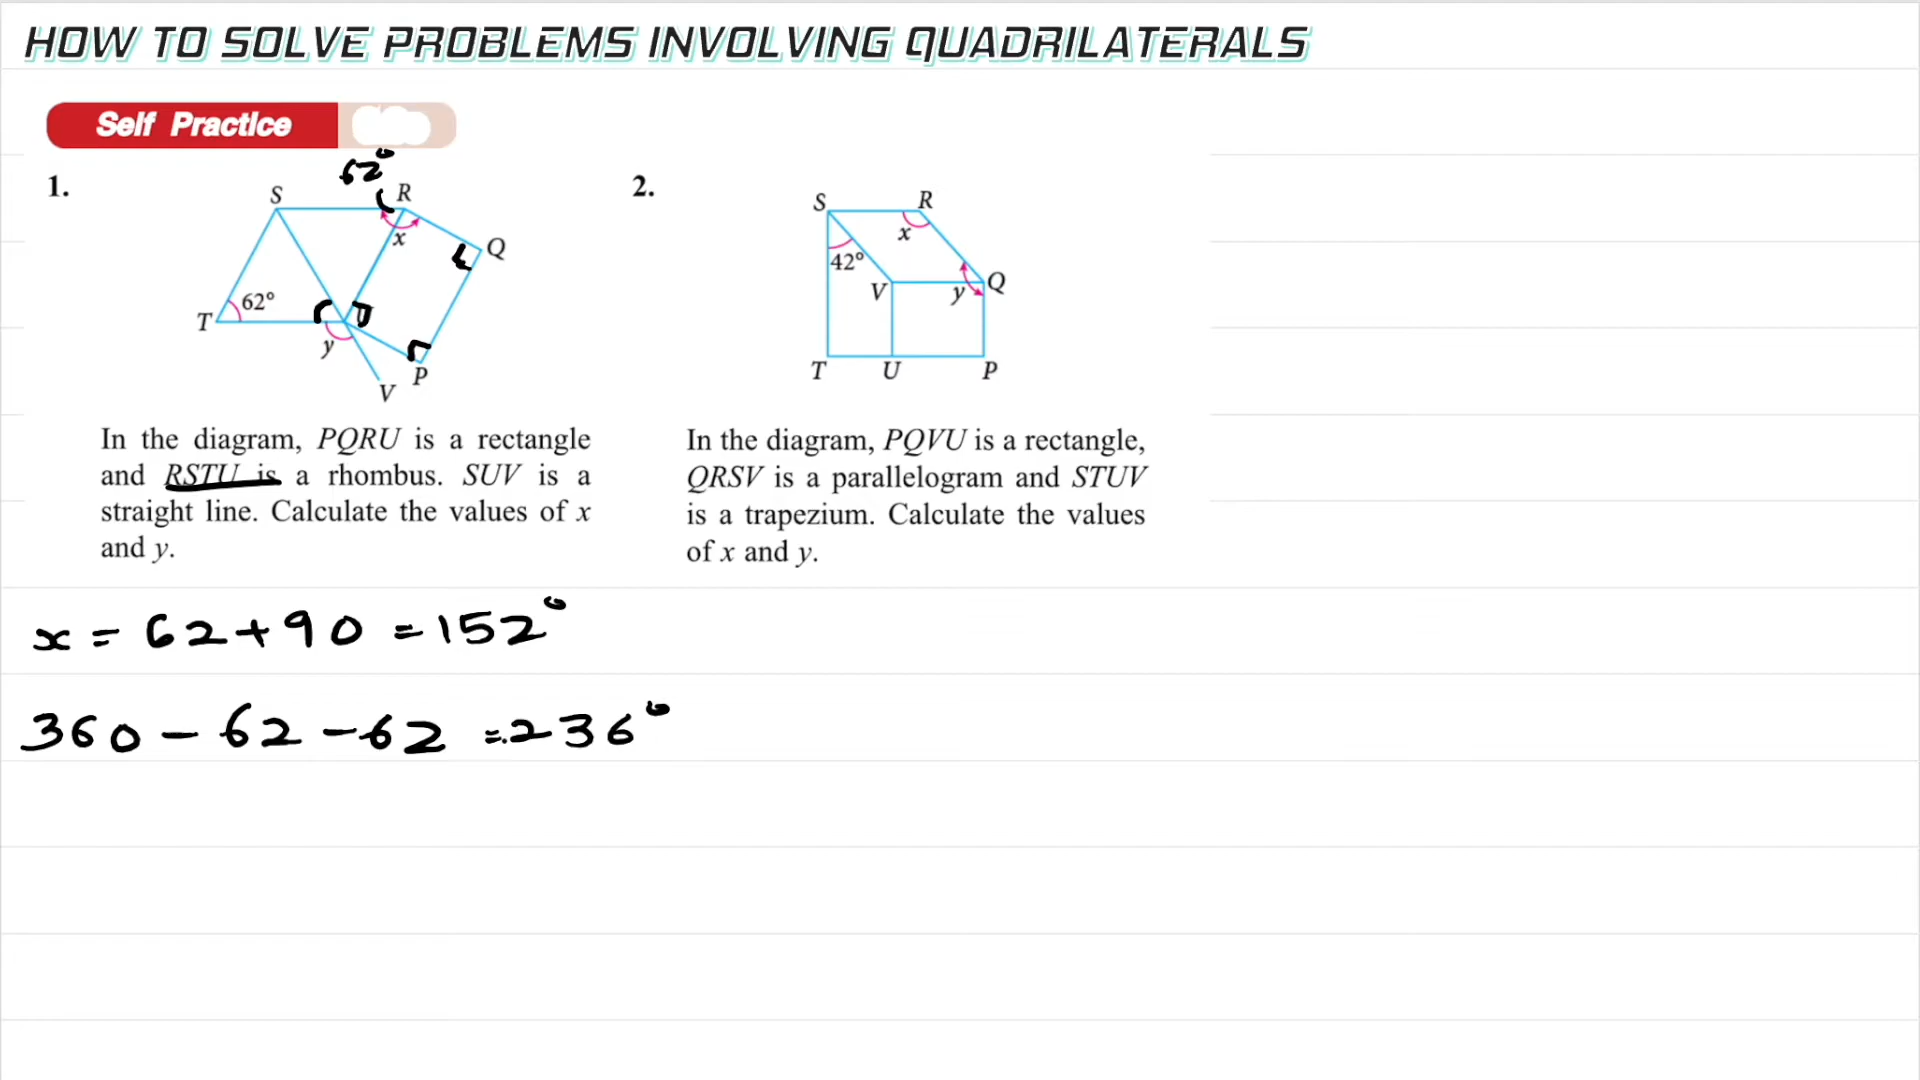 HOW TO SOLVE PROBLEMS INVOLVING QUADRILATERALS
Self Practice
1.
62°
S
R
x
Q
T
62°
U
y
P
V
In the diagram, PQRU is a rectangle
and RSTU is a rhombus. SUV is a
straight line. Calculate the values of x
and y.
2.
S
R
x
42°
V
y
Q
T
U
P
In the diagram, PQVU is a rectangle,
QRSV is a parallelogram and STUV
is a trapezium. Calculate the values
of x and y.
x = 62+90 = 152°
360 - 62 - 62 = 236°